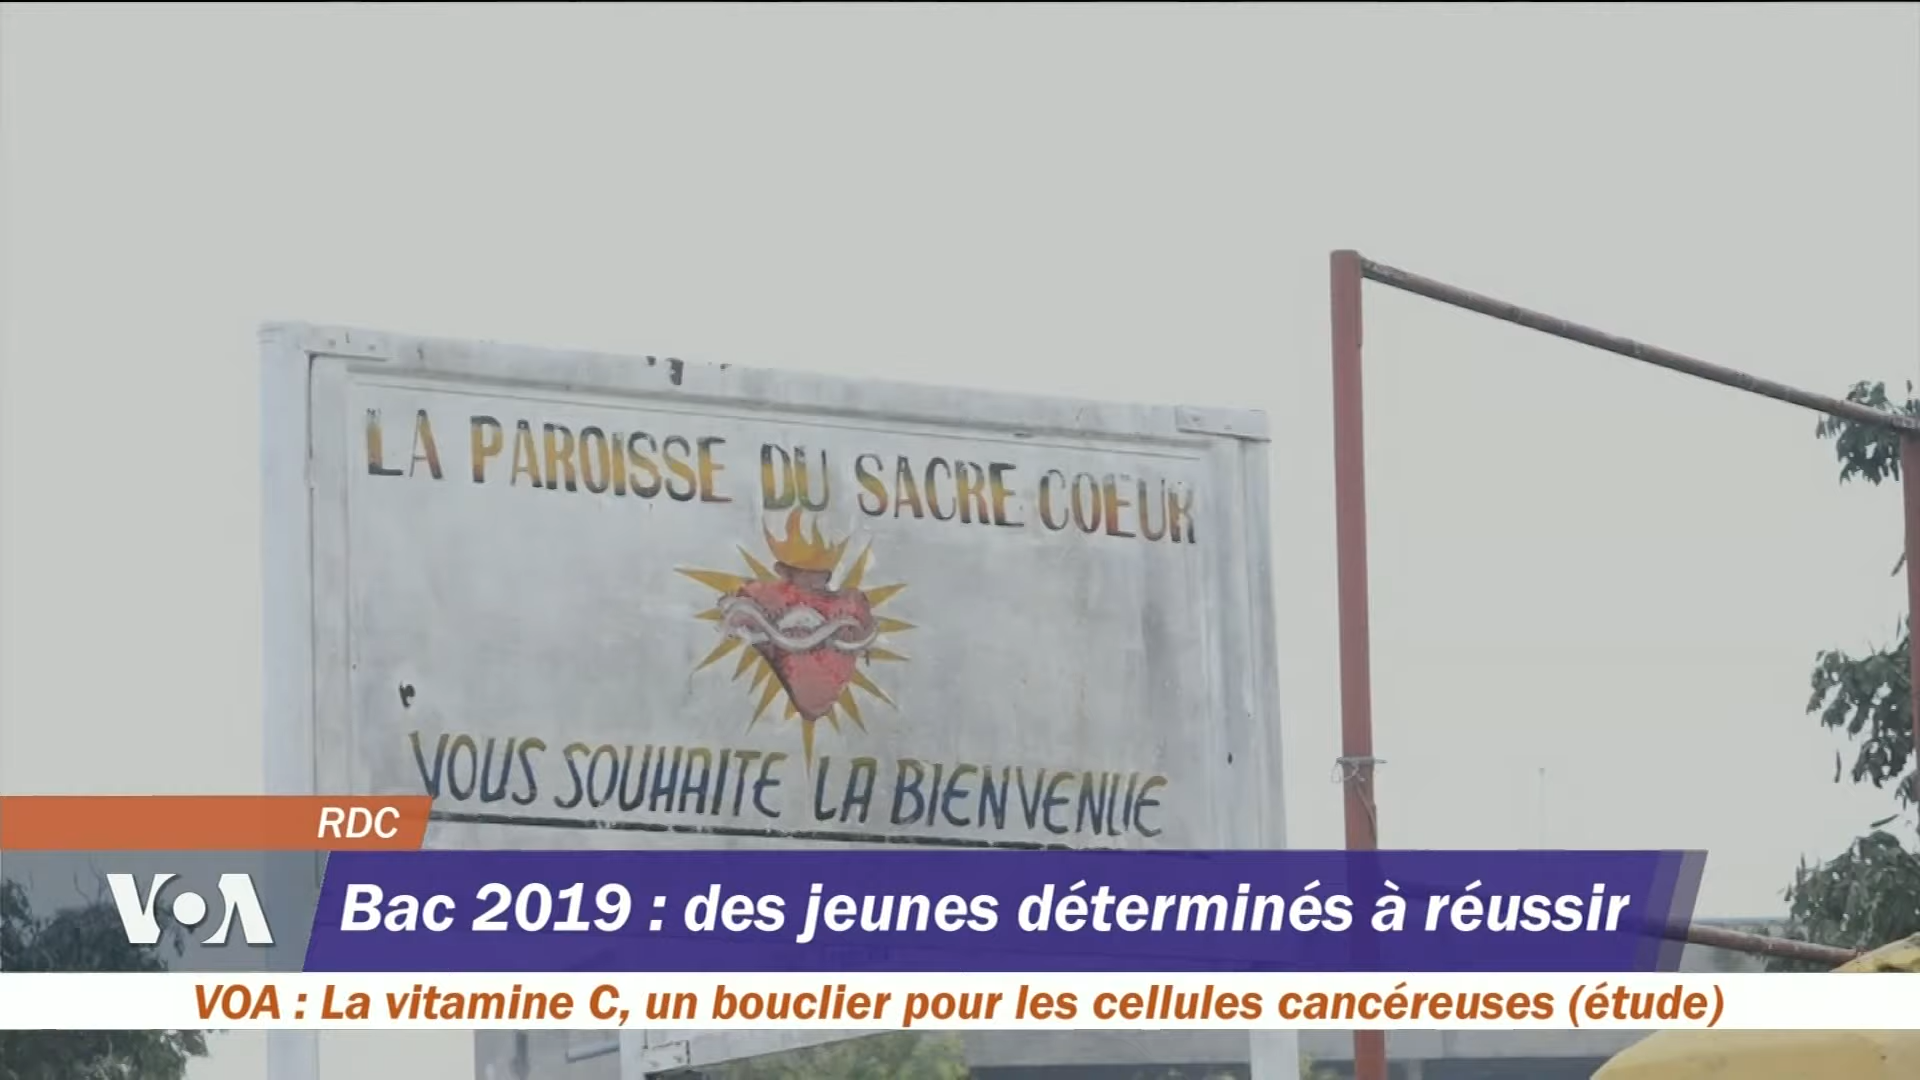 LA PAROISSE DU SACRE COEUR
VOUS SOUHAITE LA BIENVENUE
RDC
VOA
Bac 2019 : des jeunes déterminés à réussir
VOA : La vitamine C, un bouclier pour les cellules cancéreuses (étude)